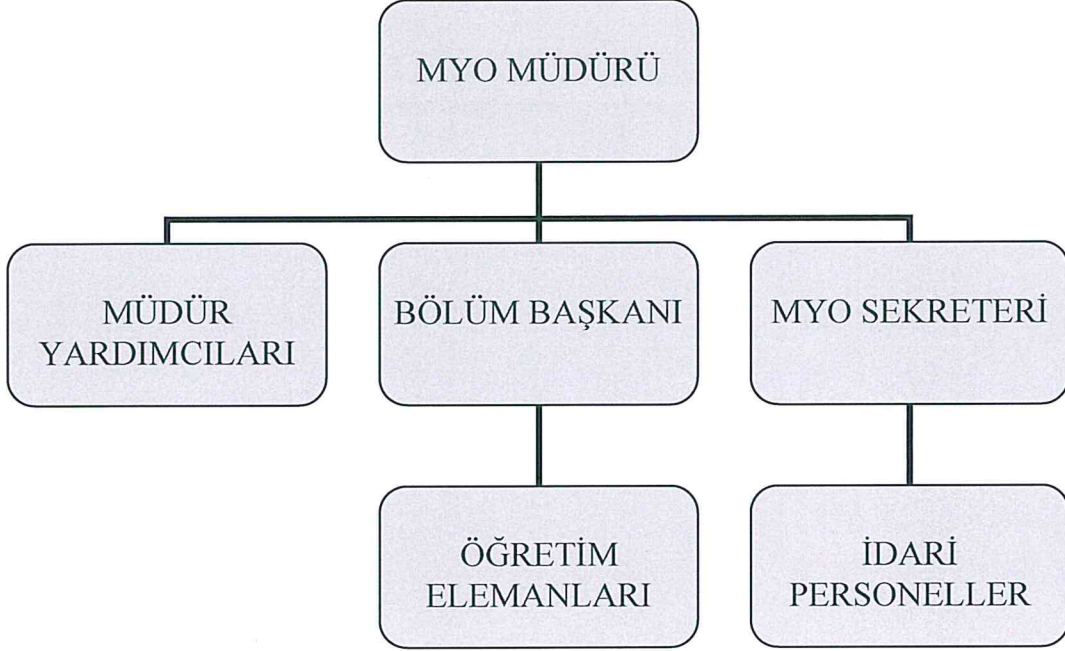 MYO MÜDÜRÜ
MÜDÜR
YARDIMCILARI
BÖLÜM BAŞKANI
MYO SEKRETERİ
ÖĞRETİM
ELEMANLARI
İDARİ
PERSONELLER